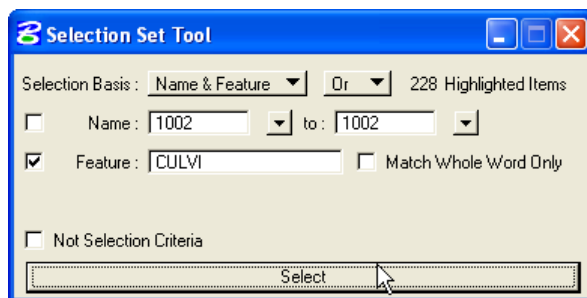 Selection Set Tool
Selection Basis : Name & Feature Or 228 Highlighted Items
Name : 1002 to : 1002
Feature : CULVI Match Whole Word Only
Not Selection Criteria
Select